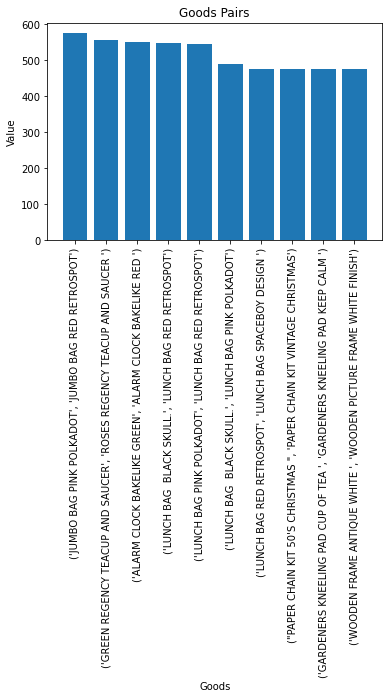 Goods Pairs
600
500
400
300
200
100
0
Value
('JUMBO BAG PINK POLKADOT', 'JUMBO BAG RED RETROSPOT')
('GREEN REGENCY TEACUP AND SAUCER', 'ROSES REGENCY TEACUP AND SAUCER ')
('ALARM CLOCK BAKELIKE GREEN', 'ALARM CLOCK BAKELIKE RED ')
('LUNCH BAG  BLACK SKULL.', 'LUNCH BAG RED RETROSPOT')
('LUNCH BAG PINK POLKADOT', 'LUNCH BAG RED RETROSPOT')
('LUNCH BAG  BLACK SKULL.', 'LUNCH BAG PINK POLKADOT')
('LUNCH BAG RED RETROSPOT', 'LUNCH BAG SPACEBOY DESIGN ')
("PAPER CHAIN KIT 50'S CHRISTMAS ", 'PAPER CHAIN KIT VINTAGE CHRISTMAS')
('GARDENERS KNEELING PAD CUP OF TEA ', 'GARDENERS KNEELING PAD KEEP CALM ')
('WOODEN FRAME ANTIQUE WHITE ', 'WOODEN PICTURE FRAME WHITE FINISH')
Goods